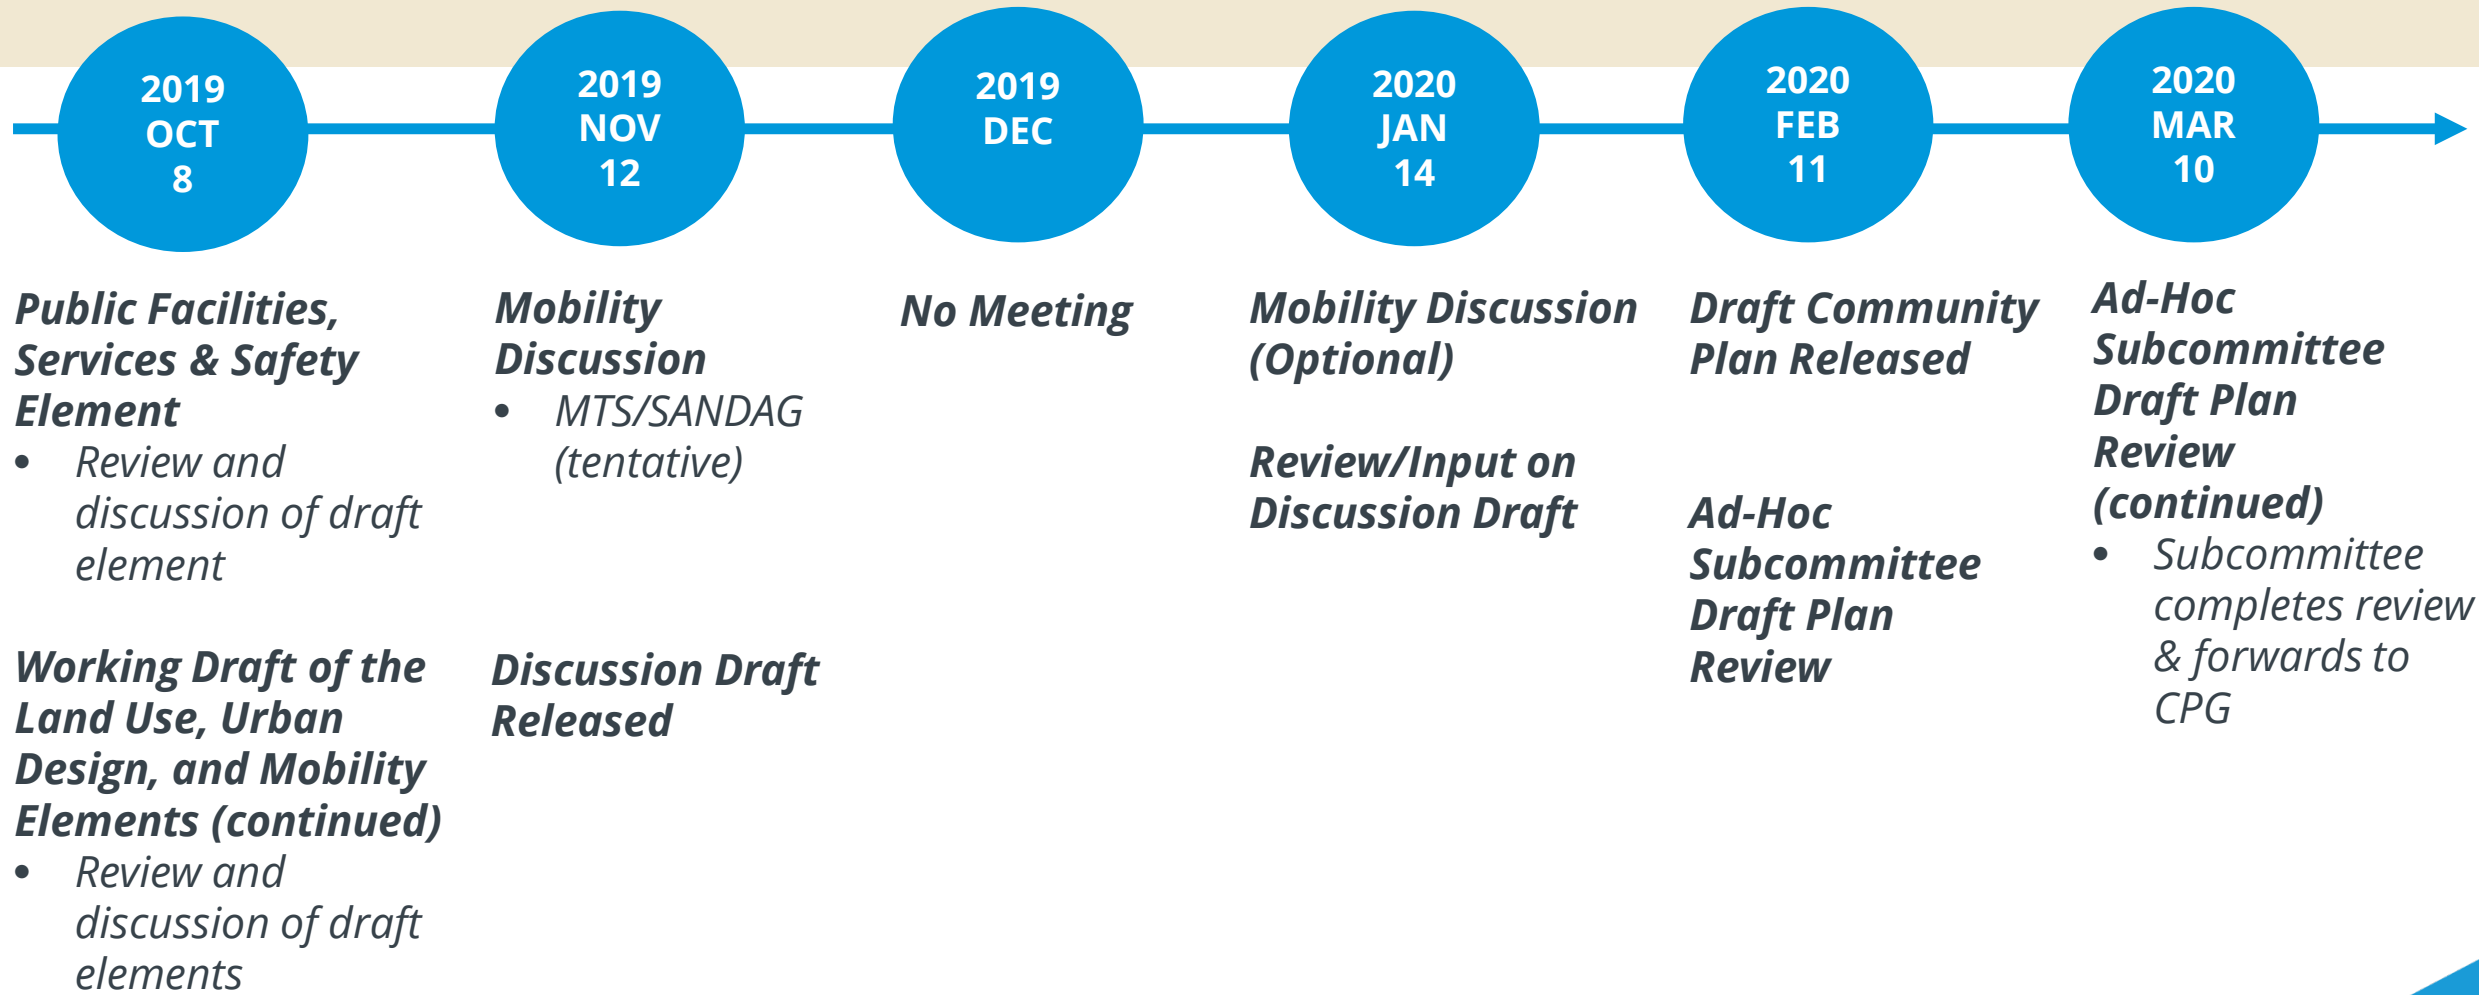 2019
OCT
8
2019
NOV
12
2019
DEC
2020
JAN
14
2020
FEB
11
2020
MAR
10
Public Facilities,
Services & Safety
Element
• Review and
discussion of draft
element
Working Draft of the
Land Use, Urban
Design, and Mobility
Elements (continued)
• Review and
discussion of draft
elements
Mobility
Discussion
• MTS/SANDAG
(tentative)
Discussion Draft
Released
No Meeting
Mobility Discussion
(Optional)
Review/Input on
Discussion Draft
Draft Community
Plan Released
Ad-Hoc
Subcommittee
Draft Plan
Review
Ad-Hoc
Subcommittee
Draft Plan
Review
(continued)
• Subcommittee
completes review
& forwards to
CPG